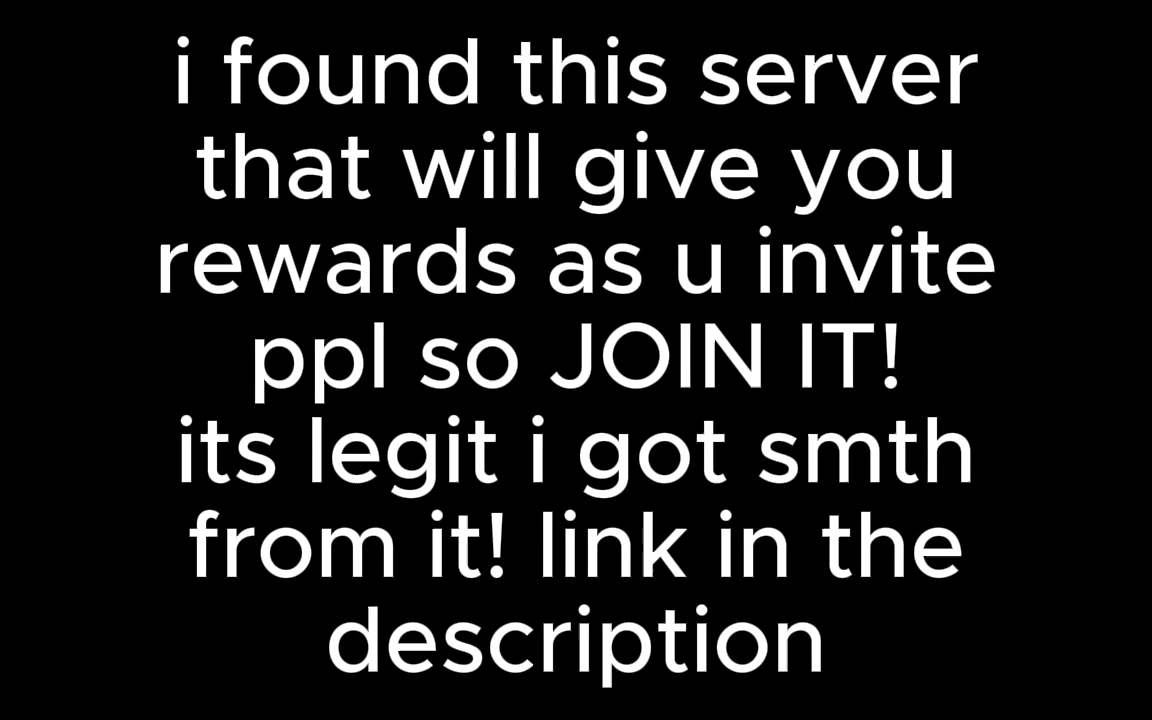 i found this server
that will give you
rewards as u invite
ppl so JOIN IT!
its legit i got smth
from it! link in the
description